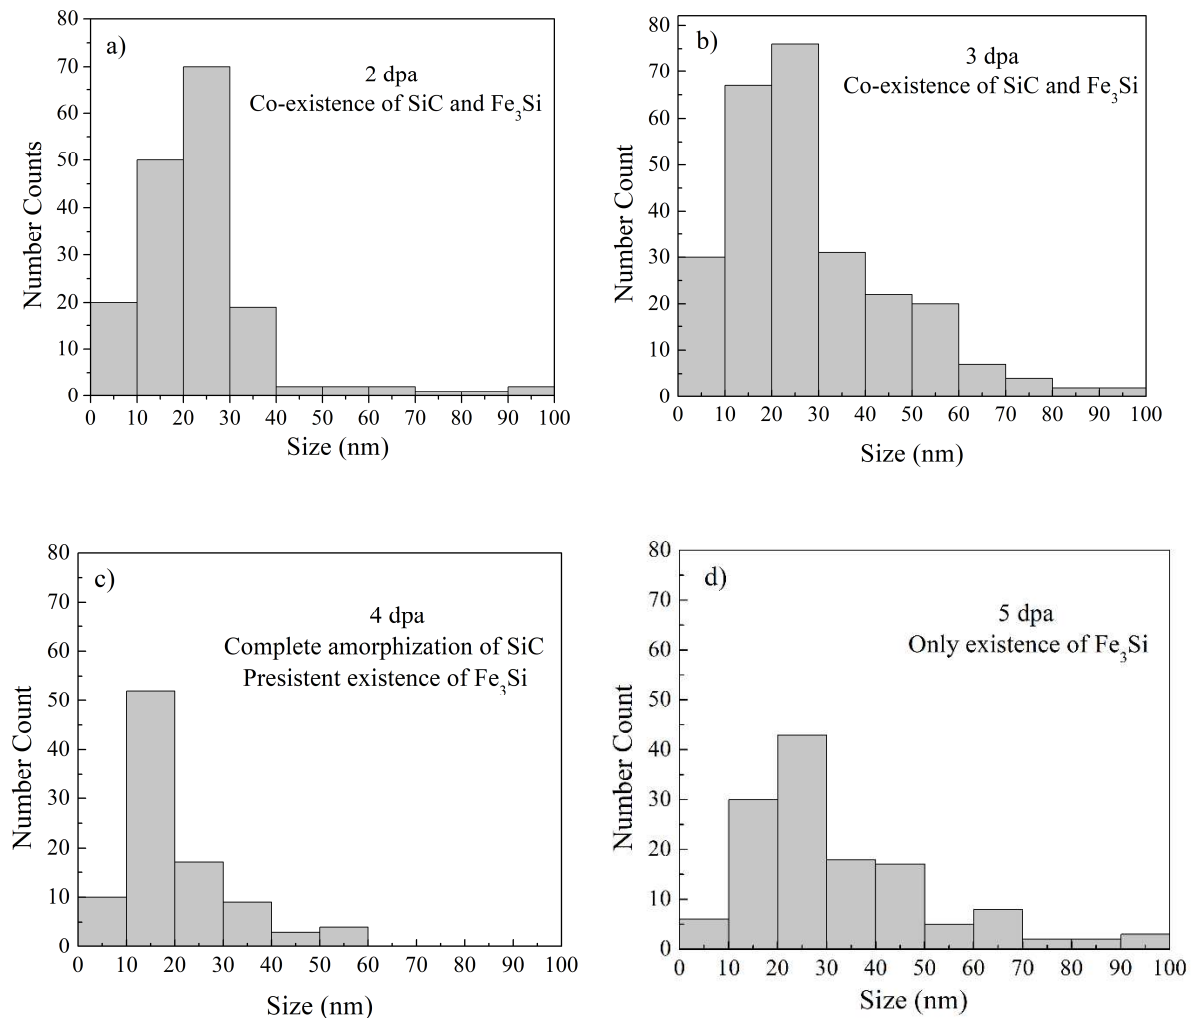 a)
2 dpa
Co-existence of SiC and Fe3Si
80
70
60
50
40
30
20
10
0
Number Counts
0 10 20 30 40 50 60 70 80 90 100
Size (nm)
b)
3 dpa
Co-existence of SiC and Fe3Si
80
70
60
50
40
30
20
10
0
Number Count
0 10 20 30 40 50 60 70 80 90 100
Size (nm)
c)
4 dpa
Complete amorphization of SiC
Presistent existence of Fe3Si
80
70
60
50
40
30
20
10
0
Number Count
0 10 20 30 40 50 60 70 80 90 100
Size (nm)
d)
5 dpa
Only existence of Fe3Si
80
70
60
50
40
30
20
10
0
Number Count
0 10 20 30 40 50 60 70 80 90 100
Size (nm)